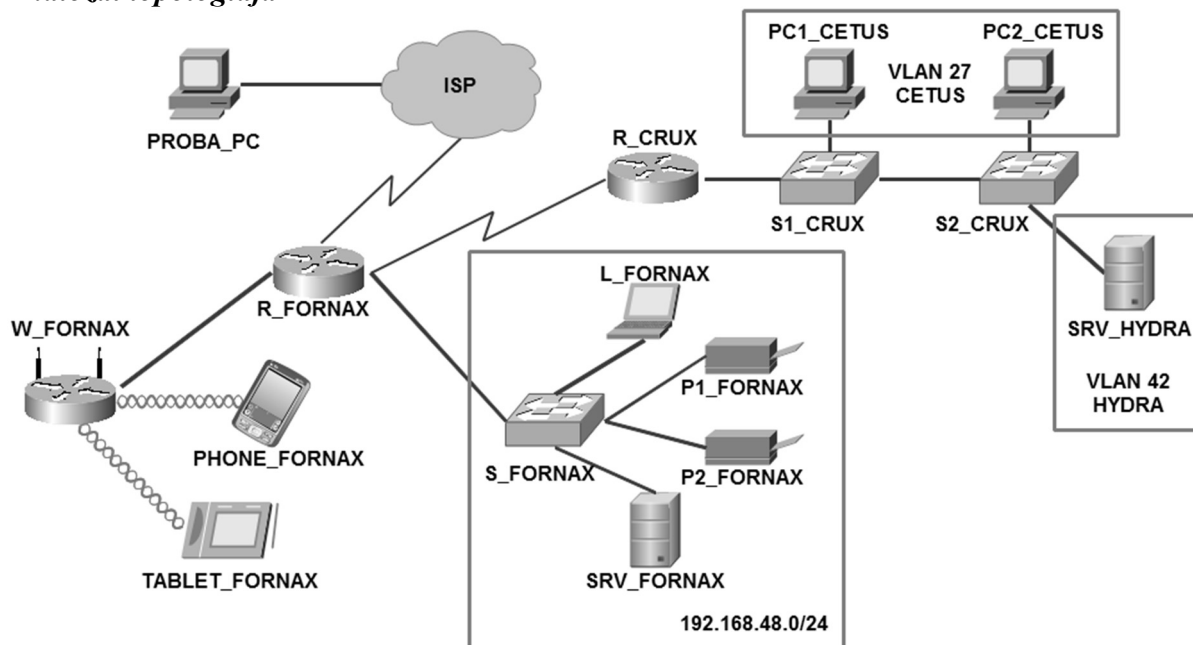 PC1_CETUS
PC2_CETUS
VLAN 27
CETUS
ISP
PROBA_PC
R_CRUX
S1_CRUX
S2_CRUX
L_FORNAX
R_FORNAX
SRV_HYDRA
W_FORNAX
P1_FORNAX
VLAN 42
HYDRA
PHONE_FORNAX
S_FORNAX
P2_FORNAX
TABLET_FORNAX
SRV_FORNAX
192.168.48.0/24